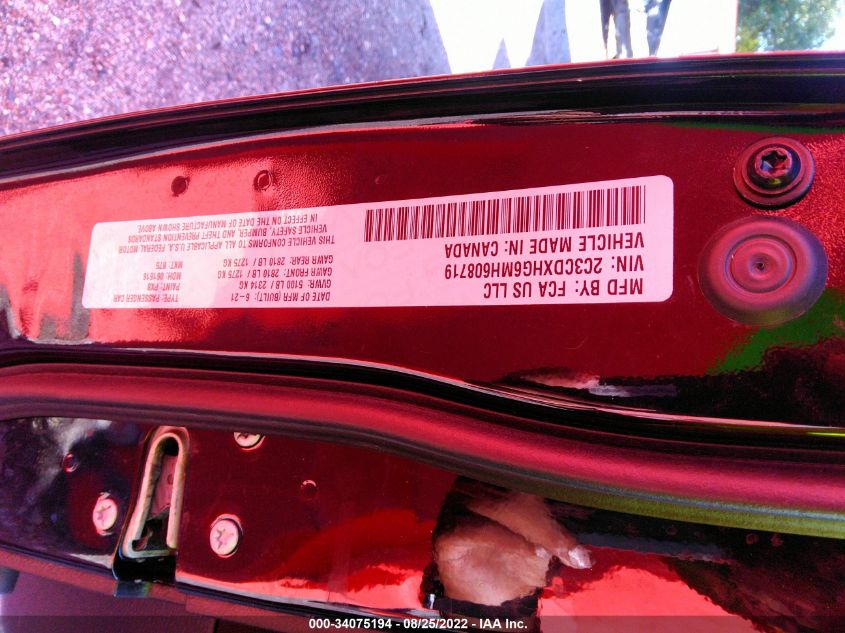 MFD BY: FCA US LLC
VIN: 2C3CDXHG6MH608719
VEHICLE MADE IN: CANADA
DATE OF MFR (BUILT): 6-21
GVWR: 5100 LB / 2314 KG
GAWR FRONT: 2810 LB / 1275 KG
GAWR REAR: 2810 LB / 1275 KG
TYPE: PASSENGER CAR
PAINT: PX8
MDH: 061616
MKT: B75
THIS VEHICLE CONFORMS TO ALL APPLICABLE U.S.A. FEDERAL MOTOR
VEHICLE SAFETY, BUMPER, AND THEFT PREVENTION STANDARDS
IN EFFECT ON THE DATE OF MANUFACTURE SHOWN ABOVE.
000-34075194 - 08/25/2022 - IAA Inc.